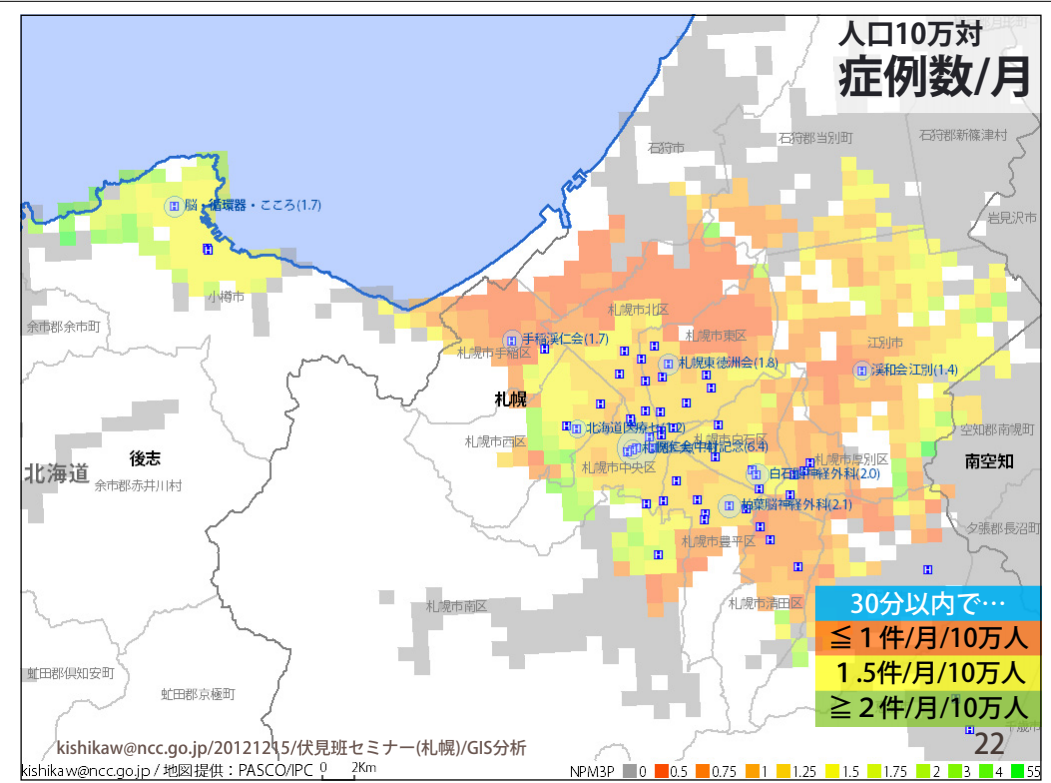 人口10万対
症例数/月
石狩郡新篠津村
石狩郡当別町
石狩市
岩見沢市
脳・循環器・こころ(1.7)
小樽市
余市郡余市町
札幌市北区
札幌市東区
手稲渓仁会(1.7)
札幌市手稲区
札幌東徳洲会(1.8)
江別市
渓和会江別(1.4)
札幌
札幌市西区
空知郡南幌町
札幌市白石区
札幌市中央区
札幌市厚別区
南空知
後志
北海道
余市郡赤井川村
柏葉脳神経外科(2.1)
札幌市豊平区
夕張郡長沼町
札幌市南区
札幌市清田区
30分以内で…
≦1件/月/10万人
1.5件/月/10万人
≧2件/月/10万人
虻田郡倶知安町
虻田郡京極町
22
kishikaw@ncc.go.jp/20121215/伏見班セミナー(札幌)/GIS分析
kishikaw@ncc.go.jp / 地図提供：PASCO/IPC 0 2Km
NPM3P 0 0.5 0.75 1 1.25 1.5 1.75 2 3 4 55